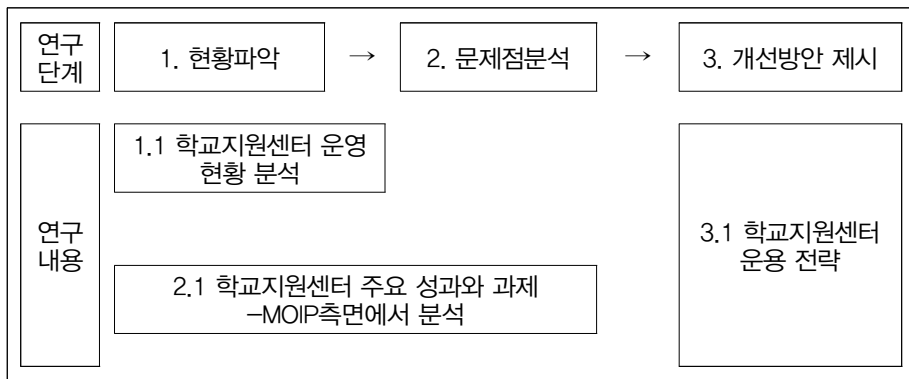 연구
단계
1. 현황파악
→
2. 문제점분석
→
3. 개선방안 제시
연구
내용
1.1 학교지원센터 운영
현황 분석
2.1 학교지원센터 주요 성과와 과제
-MOIP측면에서 분석
3.1 학교지원센터
운용 전략